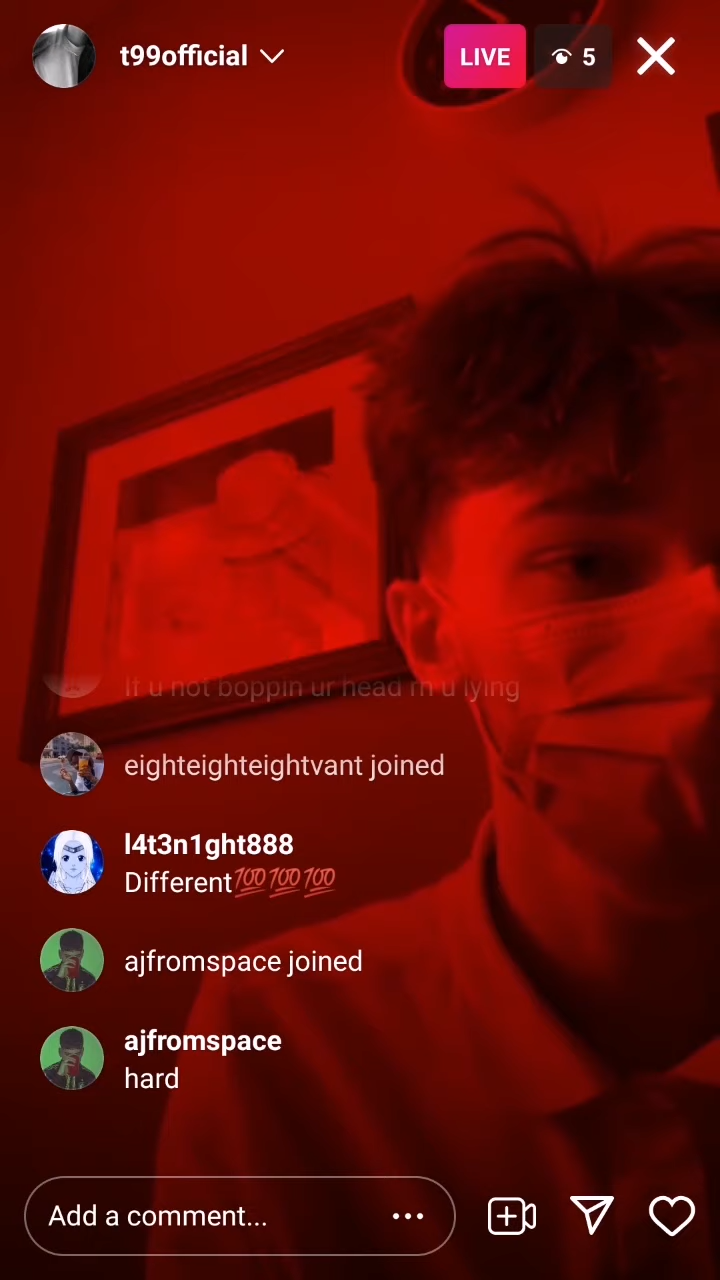 t99official
LIVE
5
If u not boppin ur head rn u lying
eighteighteightvant joined
l4t3n1ght888
Different💯💯💯
ajfromspace joined
ajfromspace
hard
Add a comment...